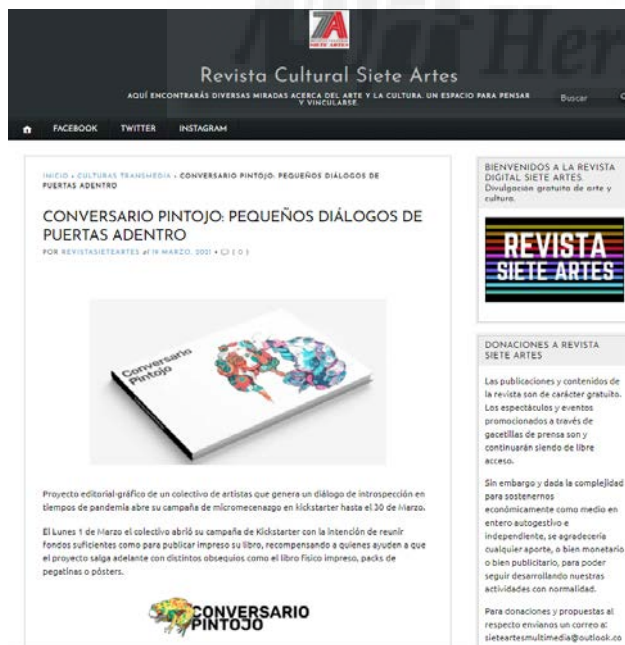 7A
SIETE ARTES
Her
Revista Cultural Siete Artes
AQUÍ ENCONTRARÁS DIVERSAS MIRADAS ACERCA DEL ARTE Y LA CULTURA. UN ESPACIO PARA PENSAR
Y VINCULARSE.
Buscar
FACEBOOK TWITTER INSTAGRAM
INICIO • CULTURAS TRANSMEDIA • CONVERSARIO PINTOJO: PEQUEÑOS DIÁLOGOS DE
PUERTAS ADENTRO
CONVERSARIO PINTOJO: PEQUEÑOS DIÁLOGOS DE
PUERTAS ADENTRO
POR REVISTASIETEARTES el 19 MARZO, 2021 • ( 0 )
Conversario
Pintojo
Proyecto editorial-gráfico de un colectivo de artistas que genera un diálogo de introspección en
tiempos de pandemia abre su campaña de micromecenazgo en kickstarter hasta el 30 de Marzo.
El Lunes 1 de Marzo el colectivo abrió su campaña de Kickstarter con la intención de reunir
fondos suficientes como para publicar impreso su libro, recompensando a quienes ayuden a que
el proyecto salga adelante con distintos obsequios como el libro físico impreso, packs de
pegatinas o pósters.
CONVERSARIO
PINTOJO
BIENVENIDOS A LA REVISTA
DIGITAL SIETE ARTES.
Divulgación gratuita de arte y
cultura.
REVISTA
SIETE ARTES
DONACIONES A REVISTA
SIETE ARTES
Las publicaciones y contenidos de
la revista son de carácter gratuito.
Los espectáculos y eventos
promocionados a través de
gacetillas de prensa son y
continuarán siendo de libre
acceso.
Sin embargo y dada la complejidad
para sostenernos
económicamente como medio en
entero autogestivo e
independiente, se agradecería
cualquier aporte, o bien monetario
o bien publicitario, para poder
seguir desarrollando nuestras
actividades con normalidad.
Para donaciones y propuestas al
respecto envíanos un correo a:
sieteartesmultimedia@outlook.co